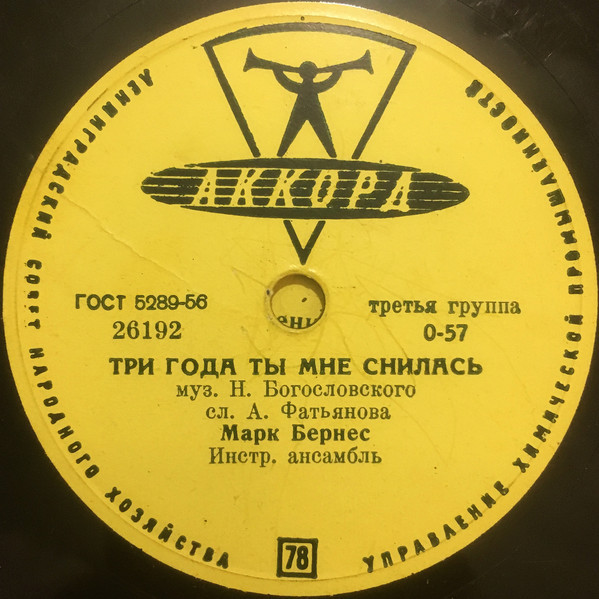 ЛЕНИНГРАДСКИЙ СОВЕТ НАРОДНОГО ХОЗЯЙСТВА
УПРАВЛЕНИЕ ХИМИЧЕСКОЙ ПРОМЫШЛЕННОСТИ
АККОРД
ГОСТ 5289-56
26192
третья группа
0-57
ТРИ ГОДА ТЫ МНЕ СНИЛАСЬ
муз. Н. Богословского
сл. А. Фатьянова
Марк Бернес
Инстр. ансамбль
78